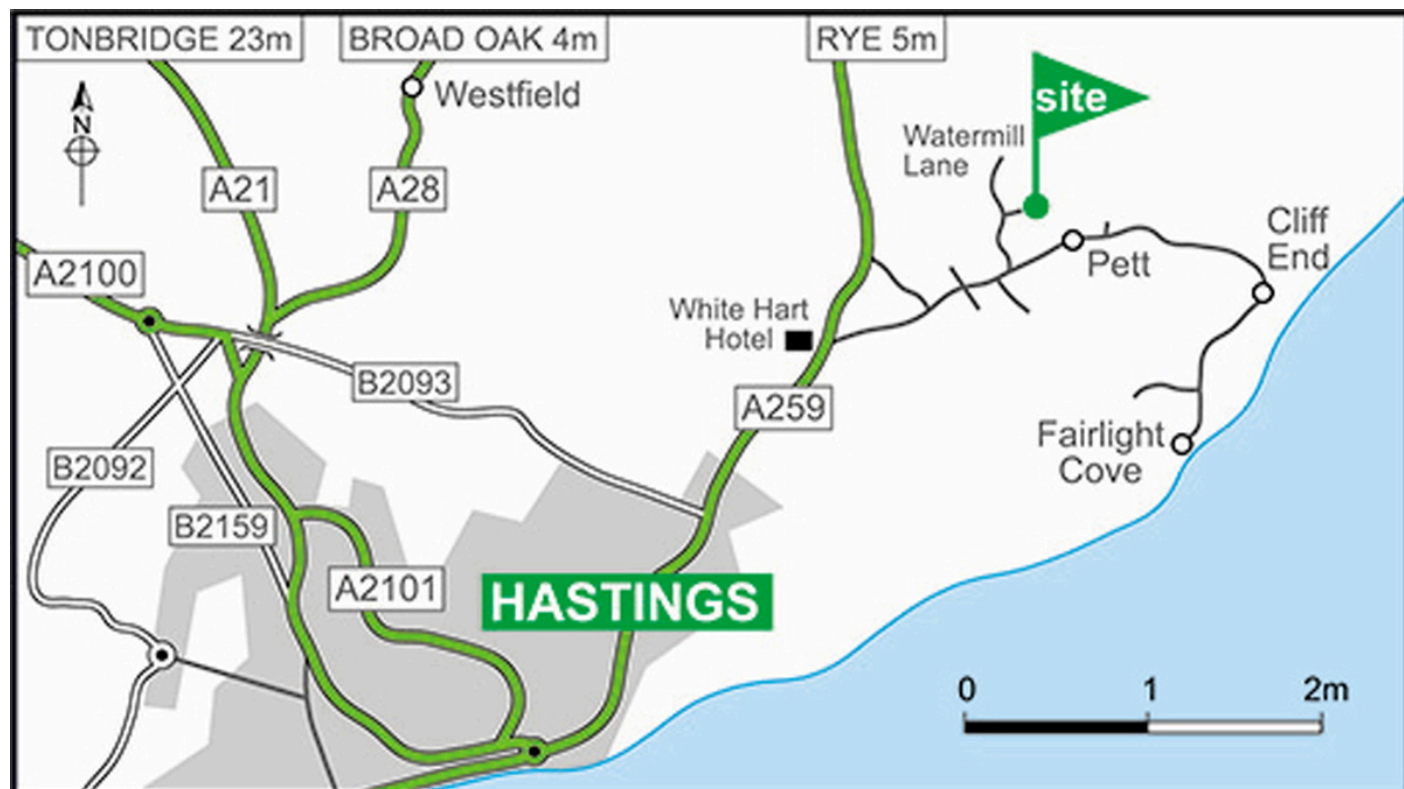 TONBRIDGE 23m
BROAD OAK 4m
RYE 5m
Westfield
site
N
Watermill
Lane
A21
A28
Cliff
End
A2100
Pett
White Hart
Hotel
B2093
A259
Fairlight
Cove
B2092
B2159
A2101
HASTINGS
0 1 2m